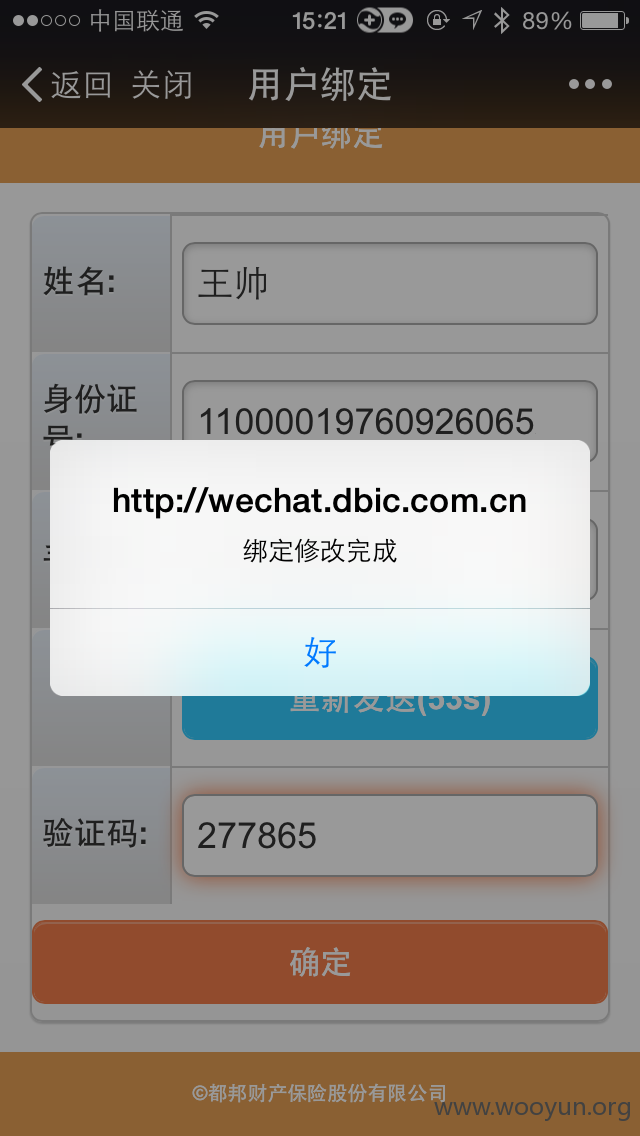 中国联通 15:21 89%
返回 关闭 用户绑定
用户绑定
姓名: 王帅
身份证号: 11000019760926065
http://wechat.dbic.com.cn
绑定修改完成
好
重新发送(53s)
验证码: 277865
确定
©都邦财产保险股份有限公司
www.wooyun.org